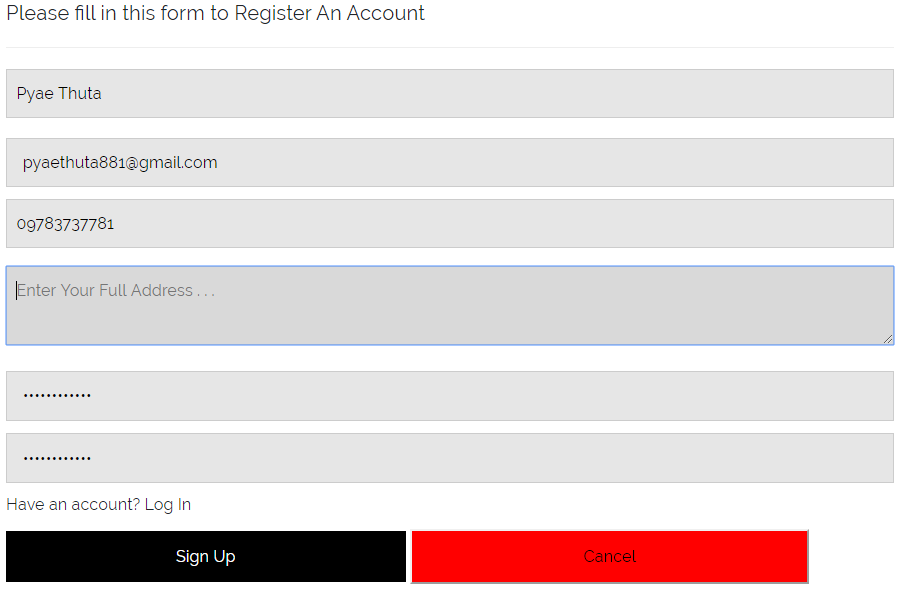 Please fill in this form to Register An Account
Pyae Thuta
pyaethuta881@gmail.com
09783737781
Enter Your Full Address . . .
••••••••••••
••••••••••••
Have an account? Log In
Sign Up
Cancel